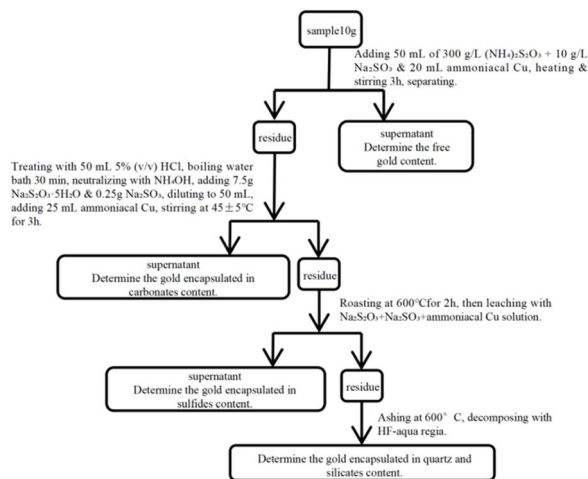 sample10g
Adding 50 mL of 300 g/L (NH₄)₂S₂O₃ + 10 g/L
Na₂SO₃ & 20 mL ammoniacal Cu, heating &
stirring 3h, separating.
residue
supernatant
Determine the free
gold content.
Treating with 50 mL 5% (v/v) HCl, boiling water
bath 30 min, neutralizing with NH₄OH, adding 7.5g
Na₂S₂O₃·5H₂O & 0.25g Na₂SO₃, diluting to 50 mL,
adding 25 mL ammoniacal Cu, stirring at 45±5℃
for 3h.
supernatant
Determine the gold encapsulated in
carbonates content.
residue
Roasting at 600℃for 2h, then leaching with
Na₂S₂O₃+Na₂SO₃+ammoniacal Cu solution.
supernatant
Determine the gold encapsulated in
sulfides content.
residue
Ashing at 600° C, decomposing with
HF-aqua regia.
Determine the gold encapsulated in quartz and
silicates content.